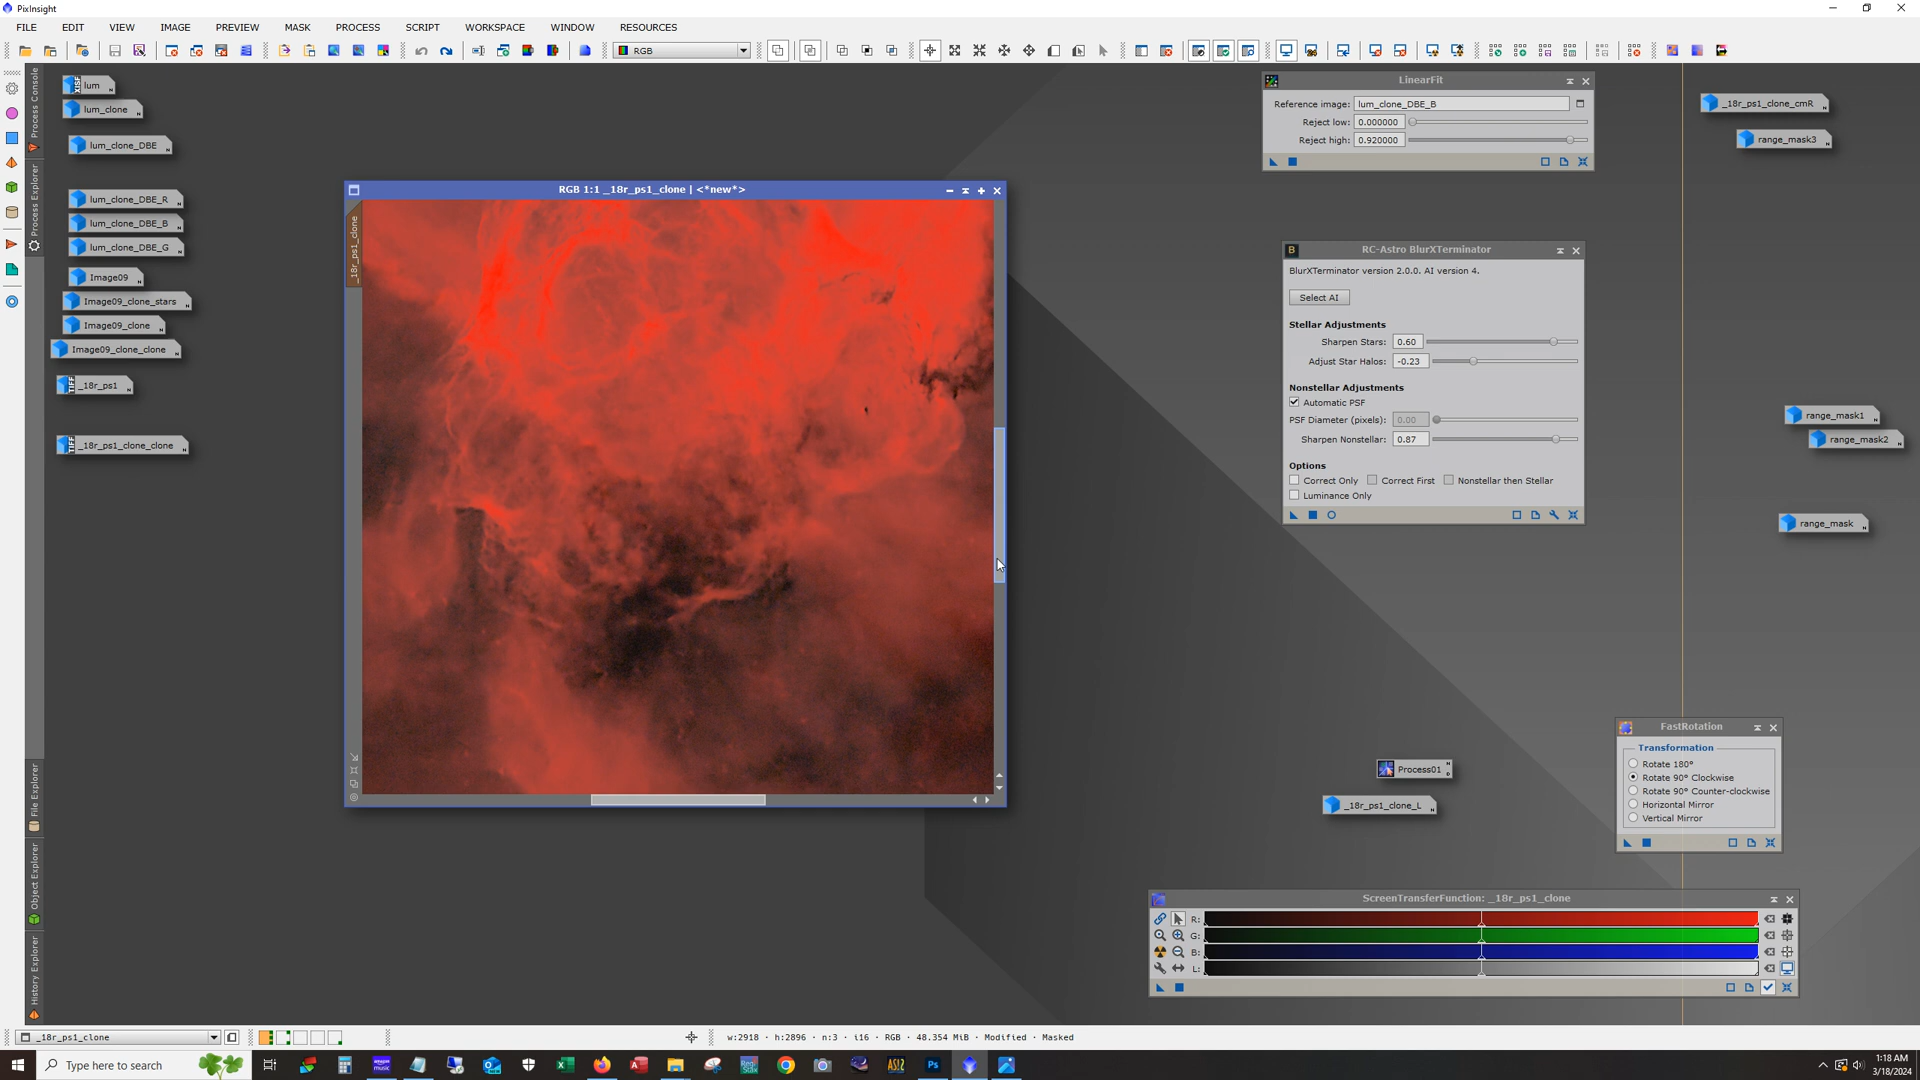 PixInsight
FILE EDIT VIEW IMAGE PROCESS PREVIEW MASK PROCESS SCRIPT WORKSPACE WINDOW RESOURCES
RGB
Process Console
Process Explorer
File Explorer
Object Explorer
History Explorer
lum
lum_clone
lum_clone_DBE
lum_clone_DBE_R
lum_clone_DBE_B
lum_clone_DBE_G
Image09
Image09_clone_stars
Image09_clone
Image09_clone_clone
_18r_ps1
_18r_ps1_clone_clone
RGB 1:1 _18r_ps1_clone | <*new*>
_18r_ps1_clone
LinearFit
Reference image: lum_clone_DBE_B
Reject low: 0.000000
Reject high: 0.920000
_18r_ps1_clone_cmR
range_mask3
RC-Astro BlurXTerminator
BlurXTerminator version 2.0.0. AI version 4.
Select AI
Stellar Adjustments
Sharpen Stars: 0.60
Adjust Star Halos: -0.23
Nonstellar Adjustments
Automatic PSF
PSF Diameter (pixels): 0.00
Sharpen Nonstellar: 0.87
Options
Correct Only Correct First Nonstellar then Stellar
Luminance Only
range_mask1
range_mask2
range_mask
FastRotation
Transformation
Rotate 180°
Rotate 90° Clockwise
Rotate 90° Counter-clockwise
Horizontal Mirror
Vertical Mirror
Process01
_18r_ps1_clone_L
ScreenTransferFunction: _18r_ps1_clone
R:
G:
B:
L:
_18r_ps1_clone
w:2918 · h:2896 · n:3 · i16 · RGB · 48.354 MiB · Modified · Masked
Type here to search
1:18 AM
3/18/2024